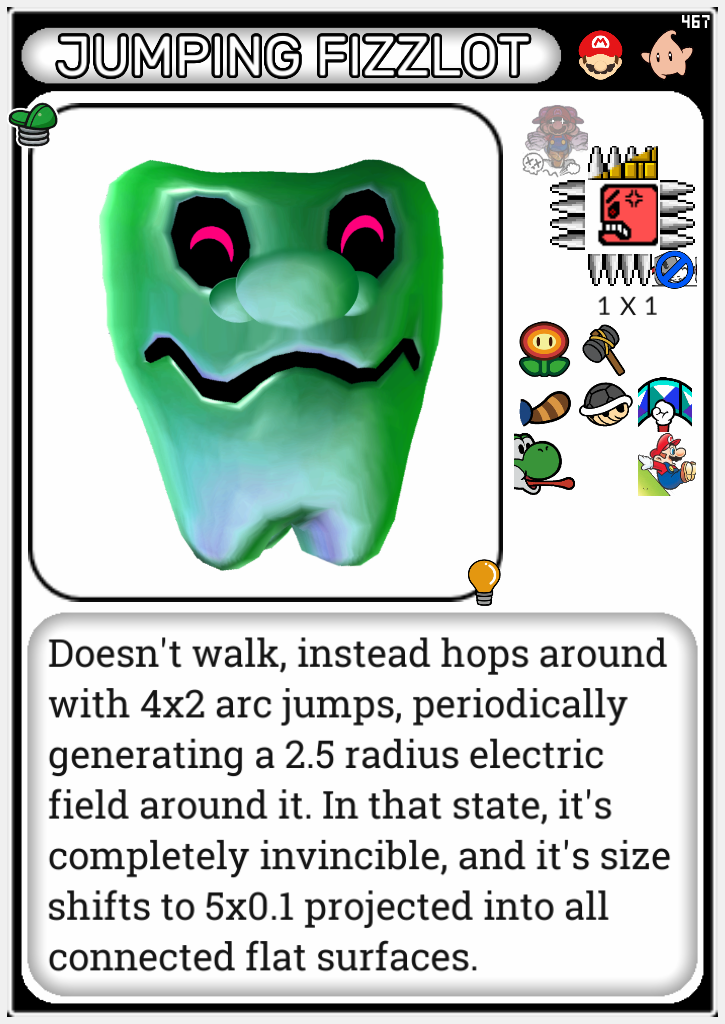 467
JUMPING FIZZLOT
1 X 1
Doesn't walk, instead hops around
with 4x2 arc jumps, periodically
generating a 2.5 radius electric
field around it. In that state, it's
completely invincible, and it's size
shifts to 5x0.1 projected into all
connected flat surfaces.